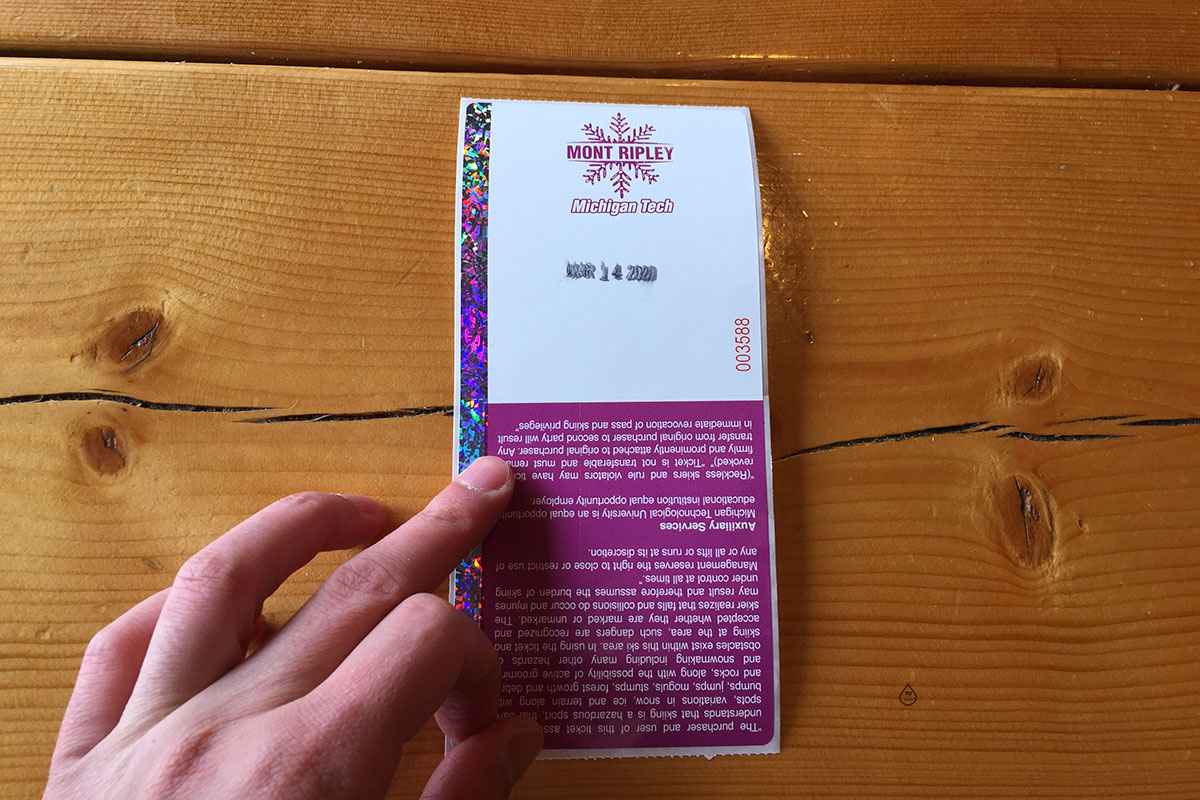 MONT RIPLEY
Michigan Tech
MAR 14 2020
003588
"The purchaser and user of this ticket
understands that skiing is a hazardous sport, that
spots, variations in snow, ice and terrain along with
bumps, jumps, moguls, stumps, forest growth and
and rocks, along with the possibility of active grooming
and snowmaking including many other hazards
obstacles exist within this ski area. In using the ticket and
skiing at the area, such dangers are recognized and
accepted whether they are marked or unmarked. The
skier realizes that falls and collisions do occur and injuries
may result and therefore assumes the burden of skiing
under control at all times."
Management reserves the right to close or restrict use of
any or all lifts or runs at its discretion.
Auxiliary Services
Michigan Technological University is an equal opportunity
educational institution equal opportunity employer.
"(Reckless skiers and rule violators may have
revoked)" "Ticket is not transferable and must
firmly and prominently attached to original purchaser. Any
transfer from original purchaser to second party will result
in immediate revocation of pass and skiing privileges"